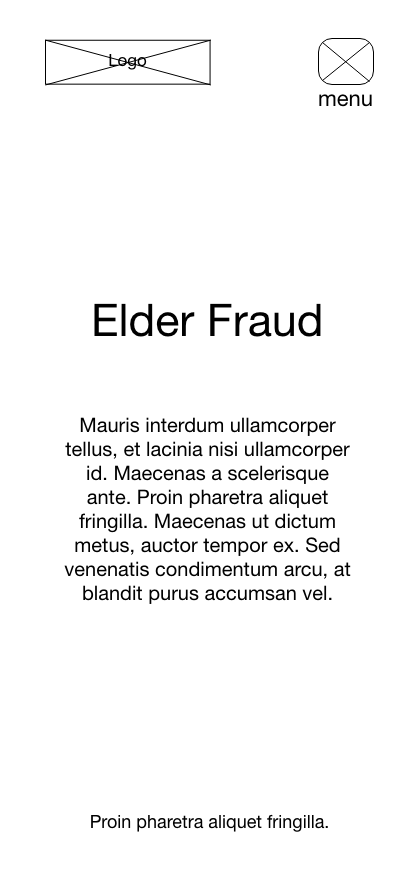 Logo
menu
Elder Fraud
Mauris interdum ullamcorper
tellus, et lacinia nisi ullamcorper
id. Maecenas a scelerisque
ante. Proin pharetra aliquet
fringilla. Maecenas ut dictum
metus, auctor tempor ex. Sed
venenatis condimentum arcu, at
blandit purus accumsan vel.
Proin pharetra aliquet fringilla.